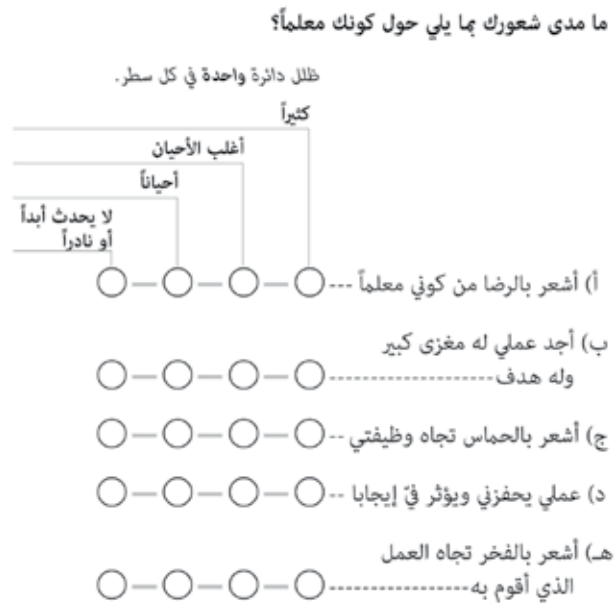 ما مدى شعورك بما يلي حول كونك معلماً؟
ظلل دائرة واحدة في كل سطر.
كثيراً
أغلب الأحيان
أحياناً
لا يحدث أبداً
أو نادراً
أ) أشعر بالرضا من كوني معلماً ---
ب) أجد عملي له مغزى كبير
وله هدف--------------------
ج) أشعر بالحماس تجاه وظيفتي --
د) عملي يحفزني ويؤثر فيّ إيجابا --
هـ) أشعر بالفخر تجاه العمل
الذي أقوم به-----------------